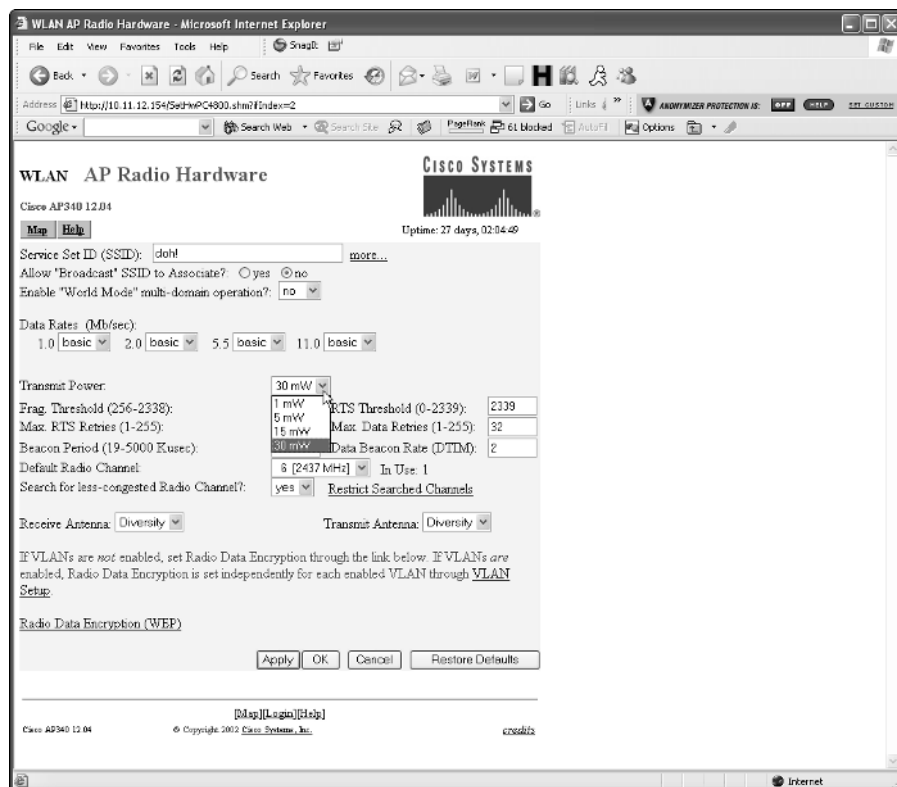 WLAN AP Radio Hardware - Microsoft Internet Explorer
File Edit View Favorites Tools Help SnagIt
Back Search Favorites
Address http://10.11.12.154/SetHwPC4800.shm?ifIndex=2 Go Links » ANONYMIZER PROTECTION IS: OFF HELP GET CUSTOM
Google Search Web Search Site PageRank 61 blocked AutoFill Options
CISCO SYSTEMS
WLAN AP Radio Hardware
Cisco AP340 12.04
Map Help Uptime: 27 days, 02:04:49
Service Set ID (SSID): doh! more...
Allow "Broadcast" SSID to Associate?: yes no
Enable "World Mode" multi-domain operation?: no
Data Rates (Mb/sec):
1.0 basic 2.0 basic 5.5 basic 11.0 basic
Transmit Power: 30 mW
1 mW
5 mW
15 mW
30 mW
Frag. Threshold (256-2338): RTS Threshold (0-2339): 2339
Max. RTS Retries (1-255): Max. Data Retries (1-255): 32
Beacon Period (19-5000 Kusec): Data Beacon Rate (DTIM): 2
Default Radio Channel: 6 [2437 MHz] In Use: 1
Search for less-congested Radio Channel?: yes Restrict Searched Channels
Receive Antenna: Diversity Transmit Antenna: Diversity
If VLANs are not enabled, set Radio Data Encryption through the link below. If VLANs are
enabled, Radio Data Encryption is set independently for each enabled VLAN through VLAN
Setup.
Radio Data Encryption (WEP)
Apply OK Cancel Restore Defaults
[Map][Login][Help]
Cisco AP340 12.04 © Copyright 2002 Cisco Systems, Inc. credits
Internet